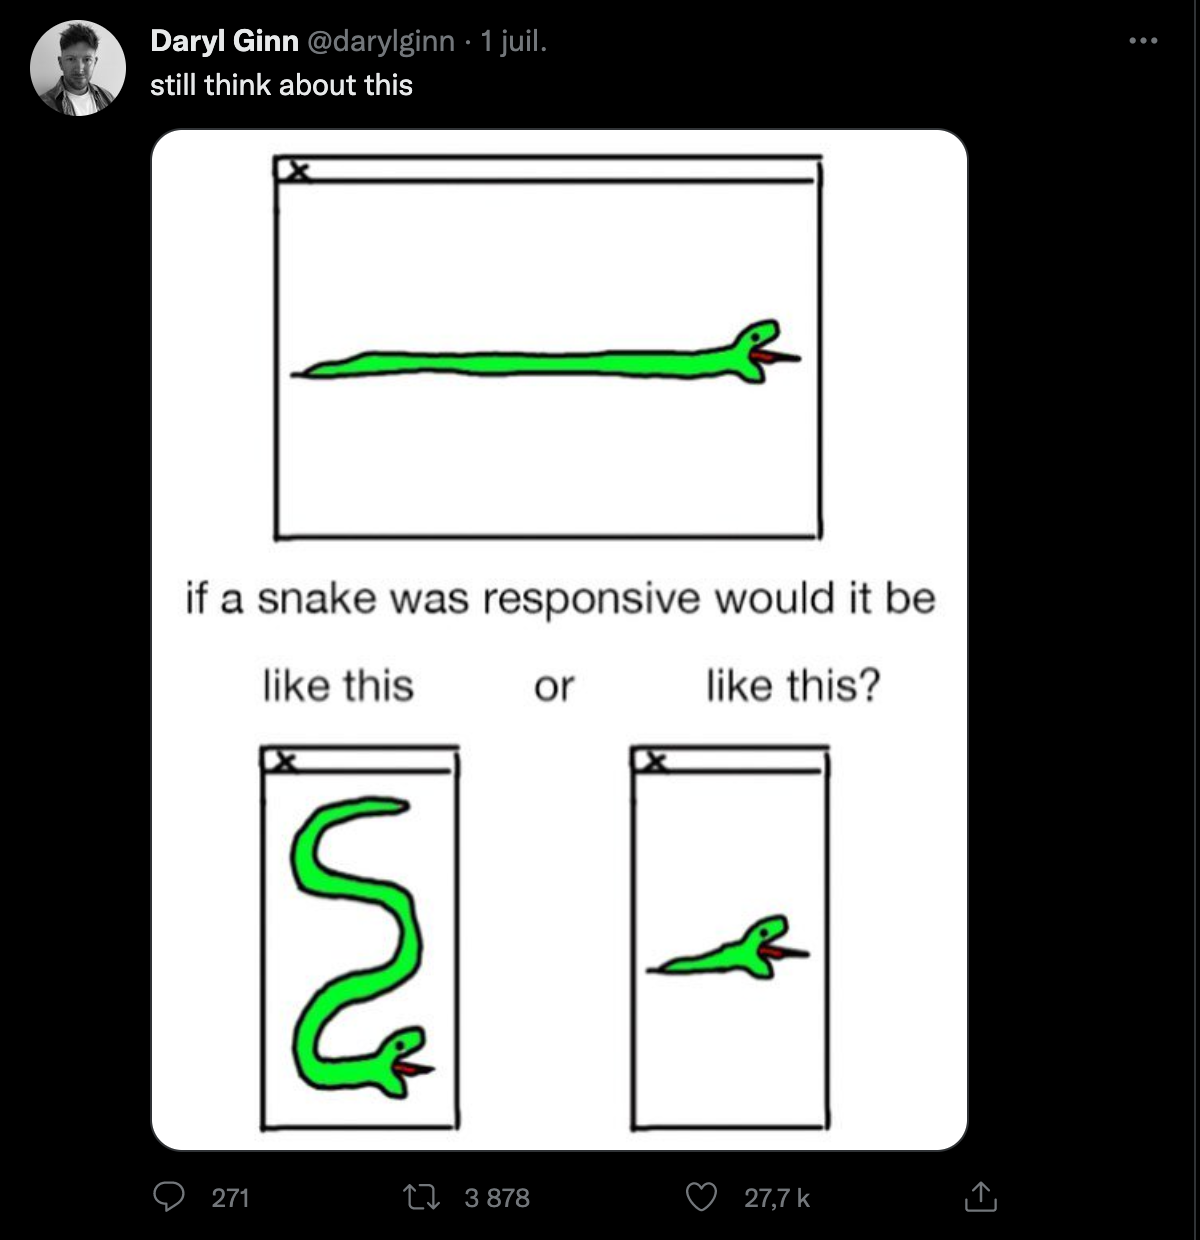 Daryl Ginn @darylginn · 1 juil.
still think about this
X
if a snake was responsive would it be
like this or like this?
X X
271 3 878 27,7 k